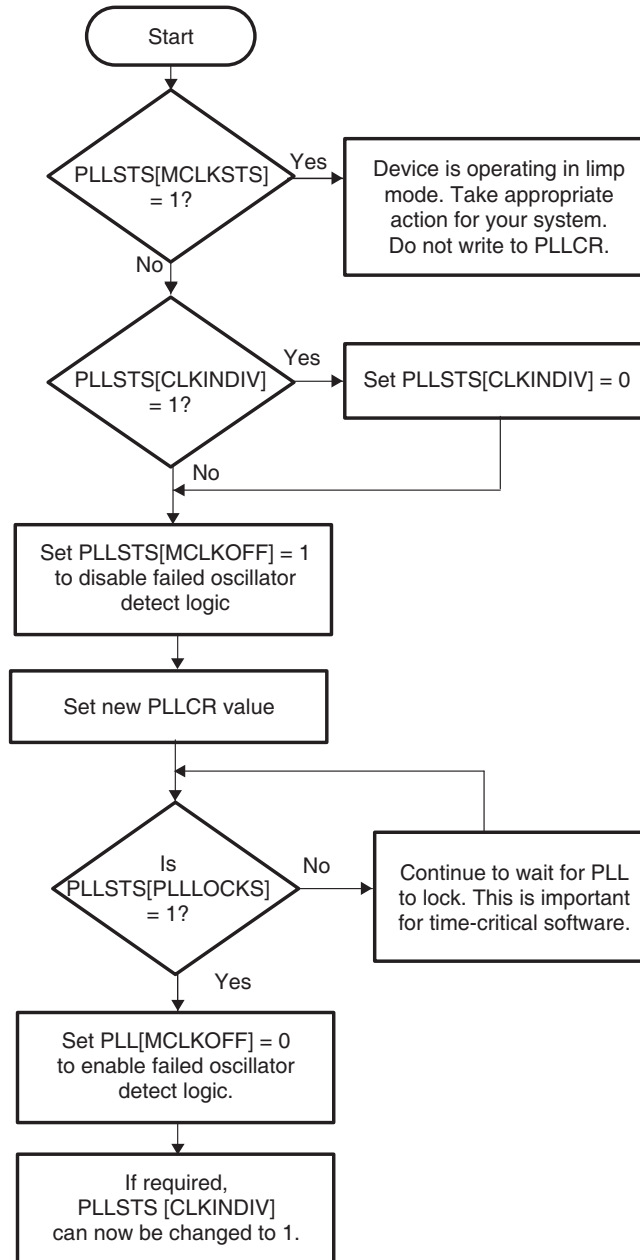 Start
PLLSTS[MCLKSTS]
= 1?
Yes
Device is operating in limp
mode. Take appropriate
action for your system.
Do not write to PLLCR.
No
PLLSTS[CLKINDIV]
= 1?
Yes
Set PLLSTS[CLKINDIV] = 0
No
Set PLLSTS[MCLKOFF] = 1
to disable failed oscillator
detect logic
Set new PLLCR value
Is
PLLSTS[PLLLOCKS]
= 1?
No
Continue to wait for PLL
to lock. This is important
for time-critical software.
Yes
Set PLL[MCLKOFF] = 0
to enable failed oscillator
detect logic.
If required,
PLLSTS [CLKINDIV]
can now be changed to 1.